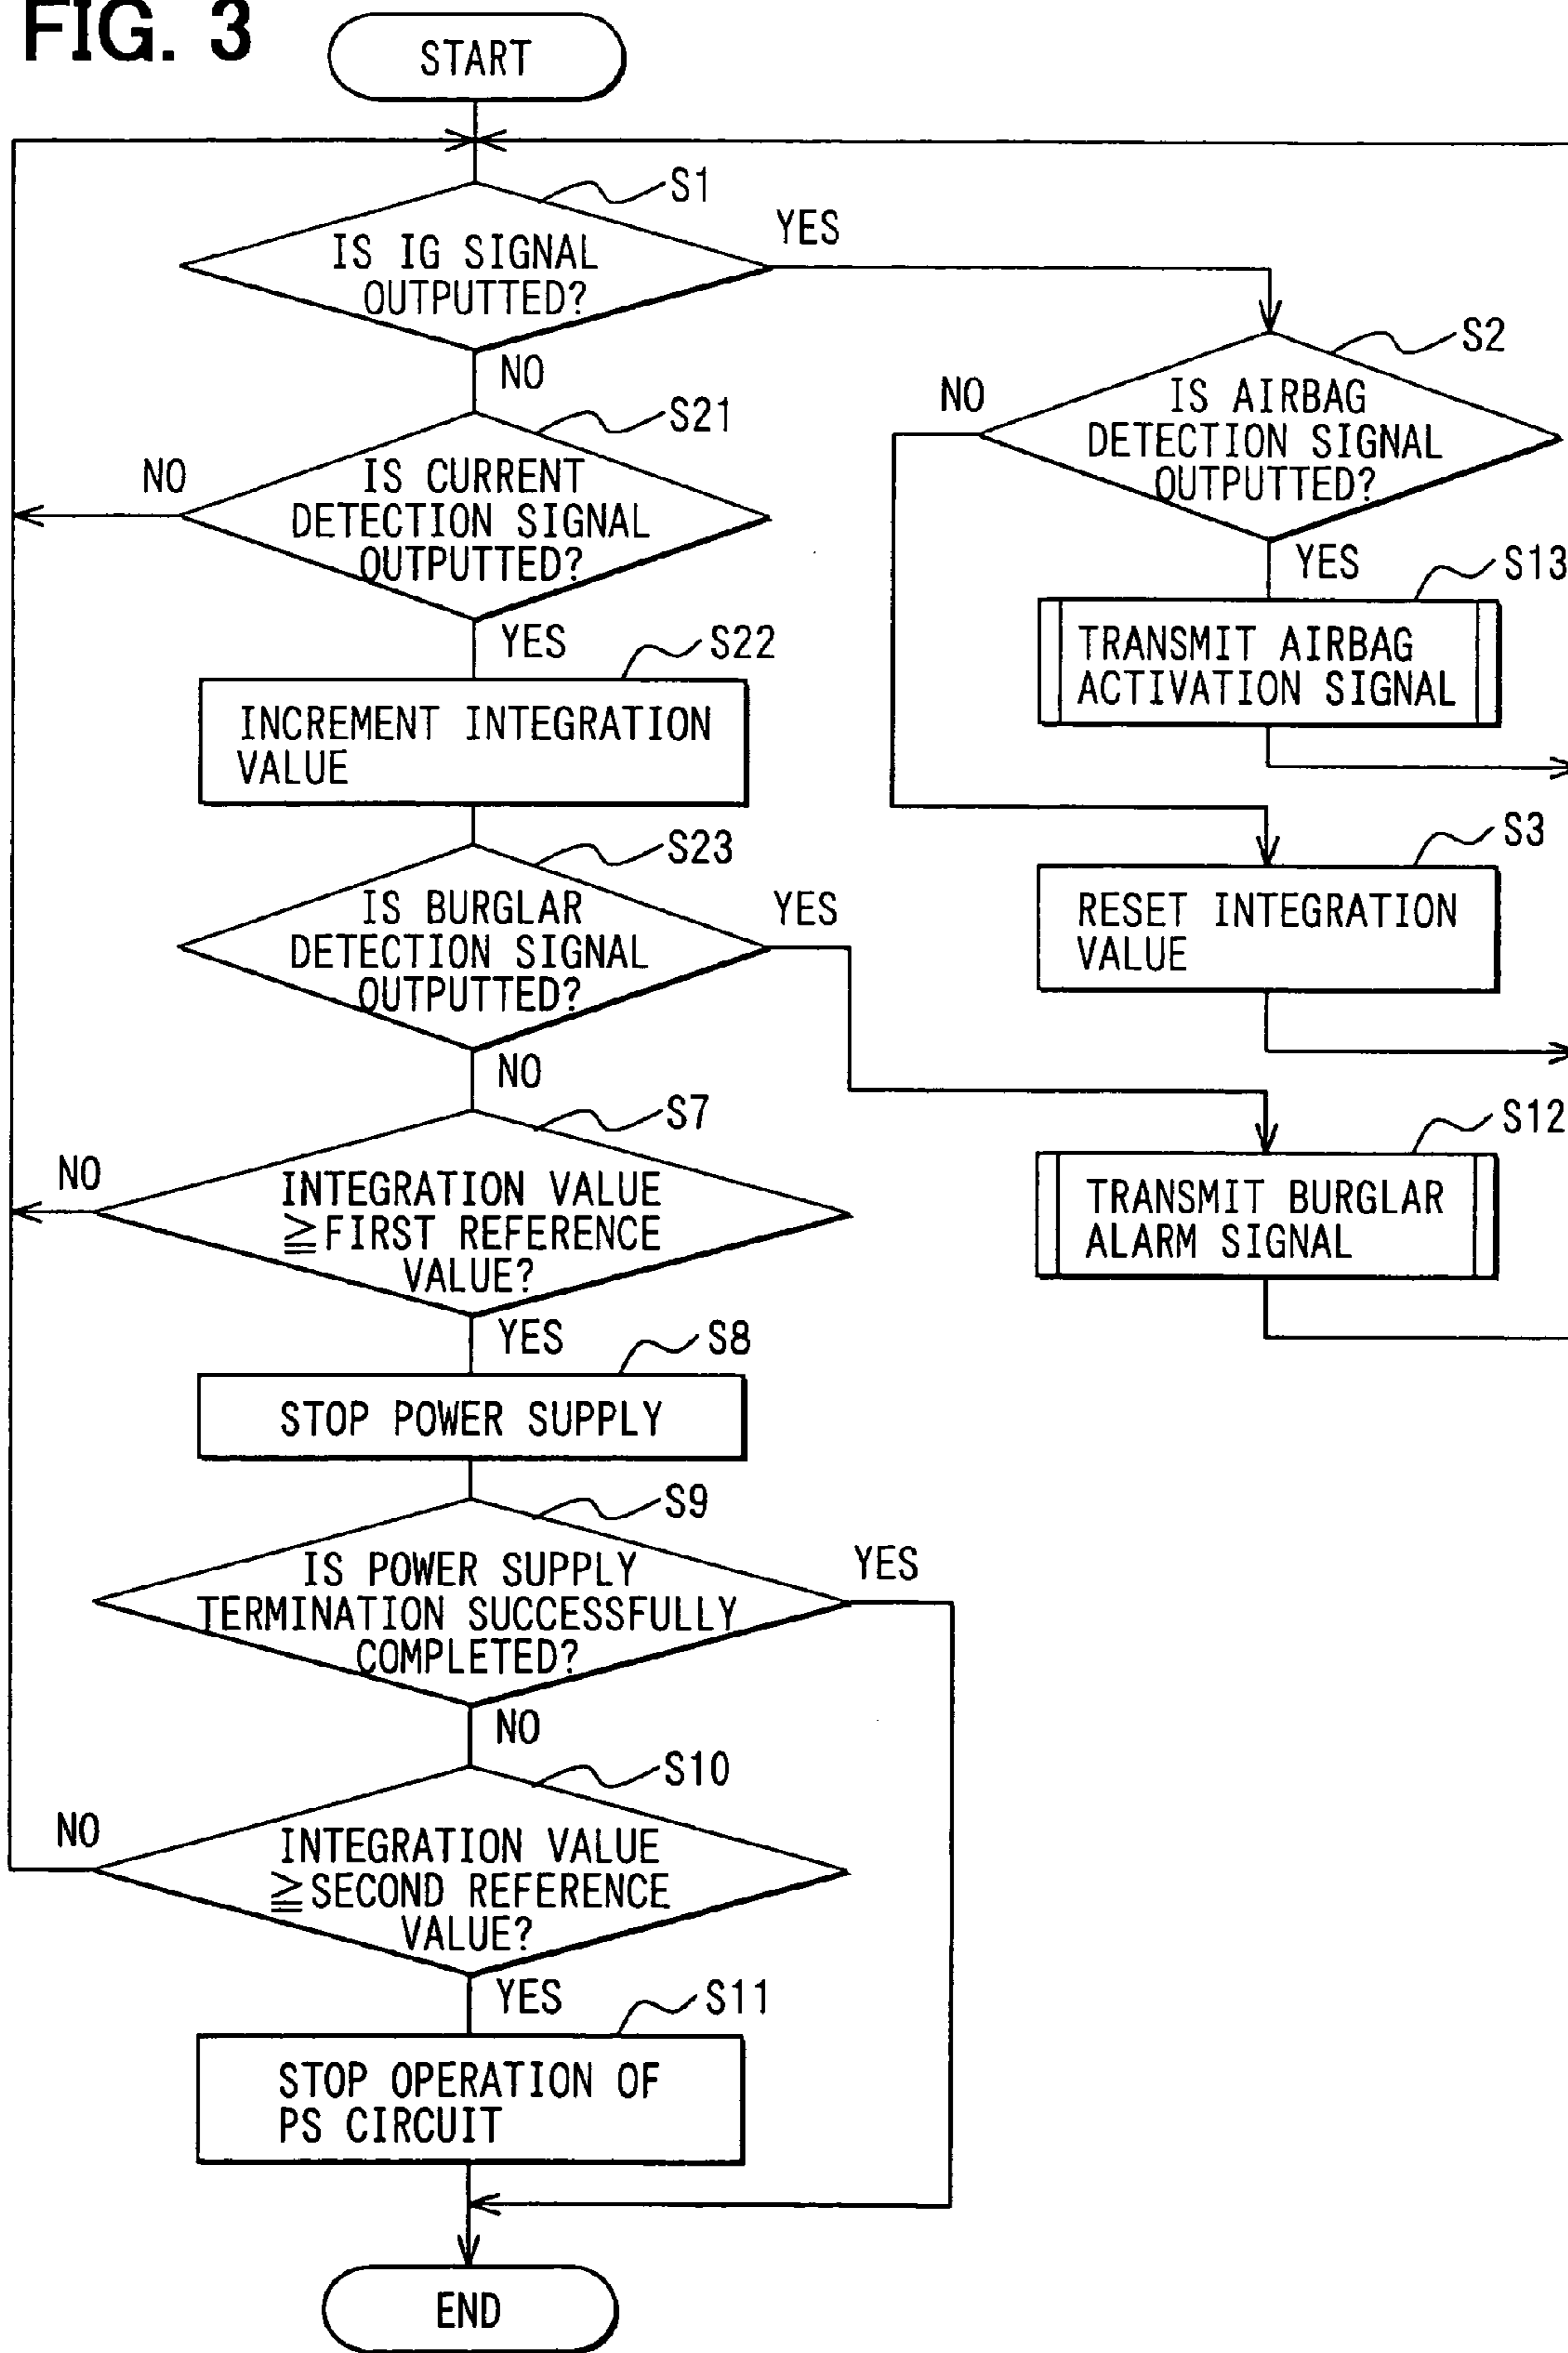 FIG. 3
START
S1
IS IG SIGNAL
OUTPUTTED?
YES
NO
S2
IS AIRBAG
DETECTION SIGNAL
OUTPUTTED?
NO
YES
S21
IS CURRENT
DETECTION SIGNAL
OUTPUTTED?
NO
YES
S13
TRANSMIT AIRBAG
ACTIVATION SIGNAL
S22
INCREMENT INTEGRATION
VALUE
S3
RESET INTEGRATION
VALUE
S23
IS BURGLAR
DETECTION SIGNAL
OUTPUTTED?
YES
NO
S12
TRANSMIT BURGLAR
ALARM SIGNAL
S7
INTEGRATION VALUE
≧FIRST REFERENCE
VALUE?
NO
YES
S8
STOP POWER SUPPLY
S9
IS POWER SUPPLY
TERMINATION SUCCESSFULLY
COMPLETED?
YES
NO
S10
INTEGRATION VALUE
≧SECOND REFERENCE
VALUE?
NO
YES
S11
STOP OPERATION OF
PS CIRCUIT
END